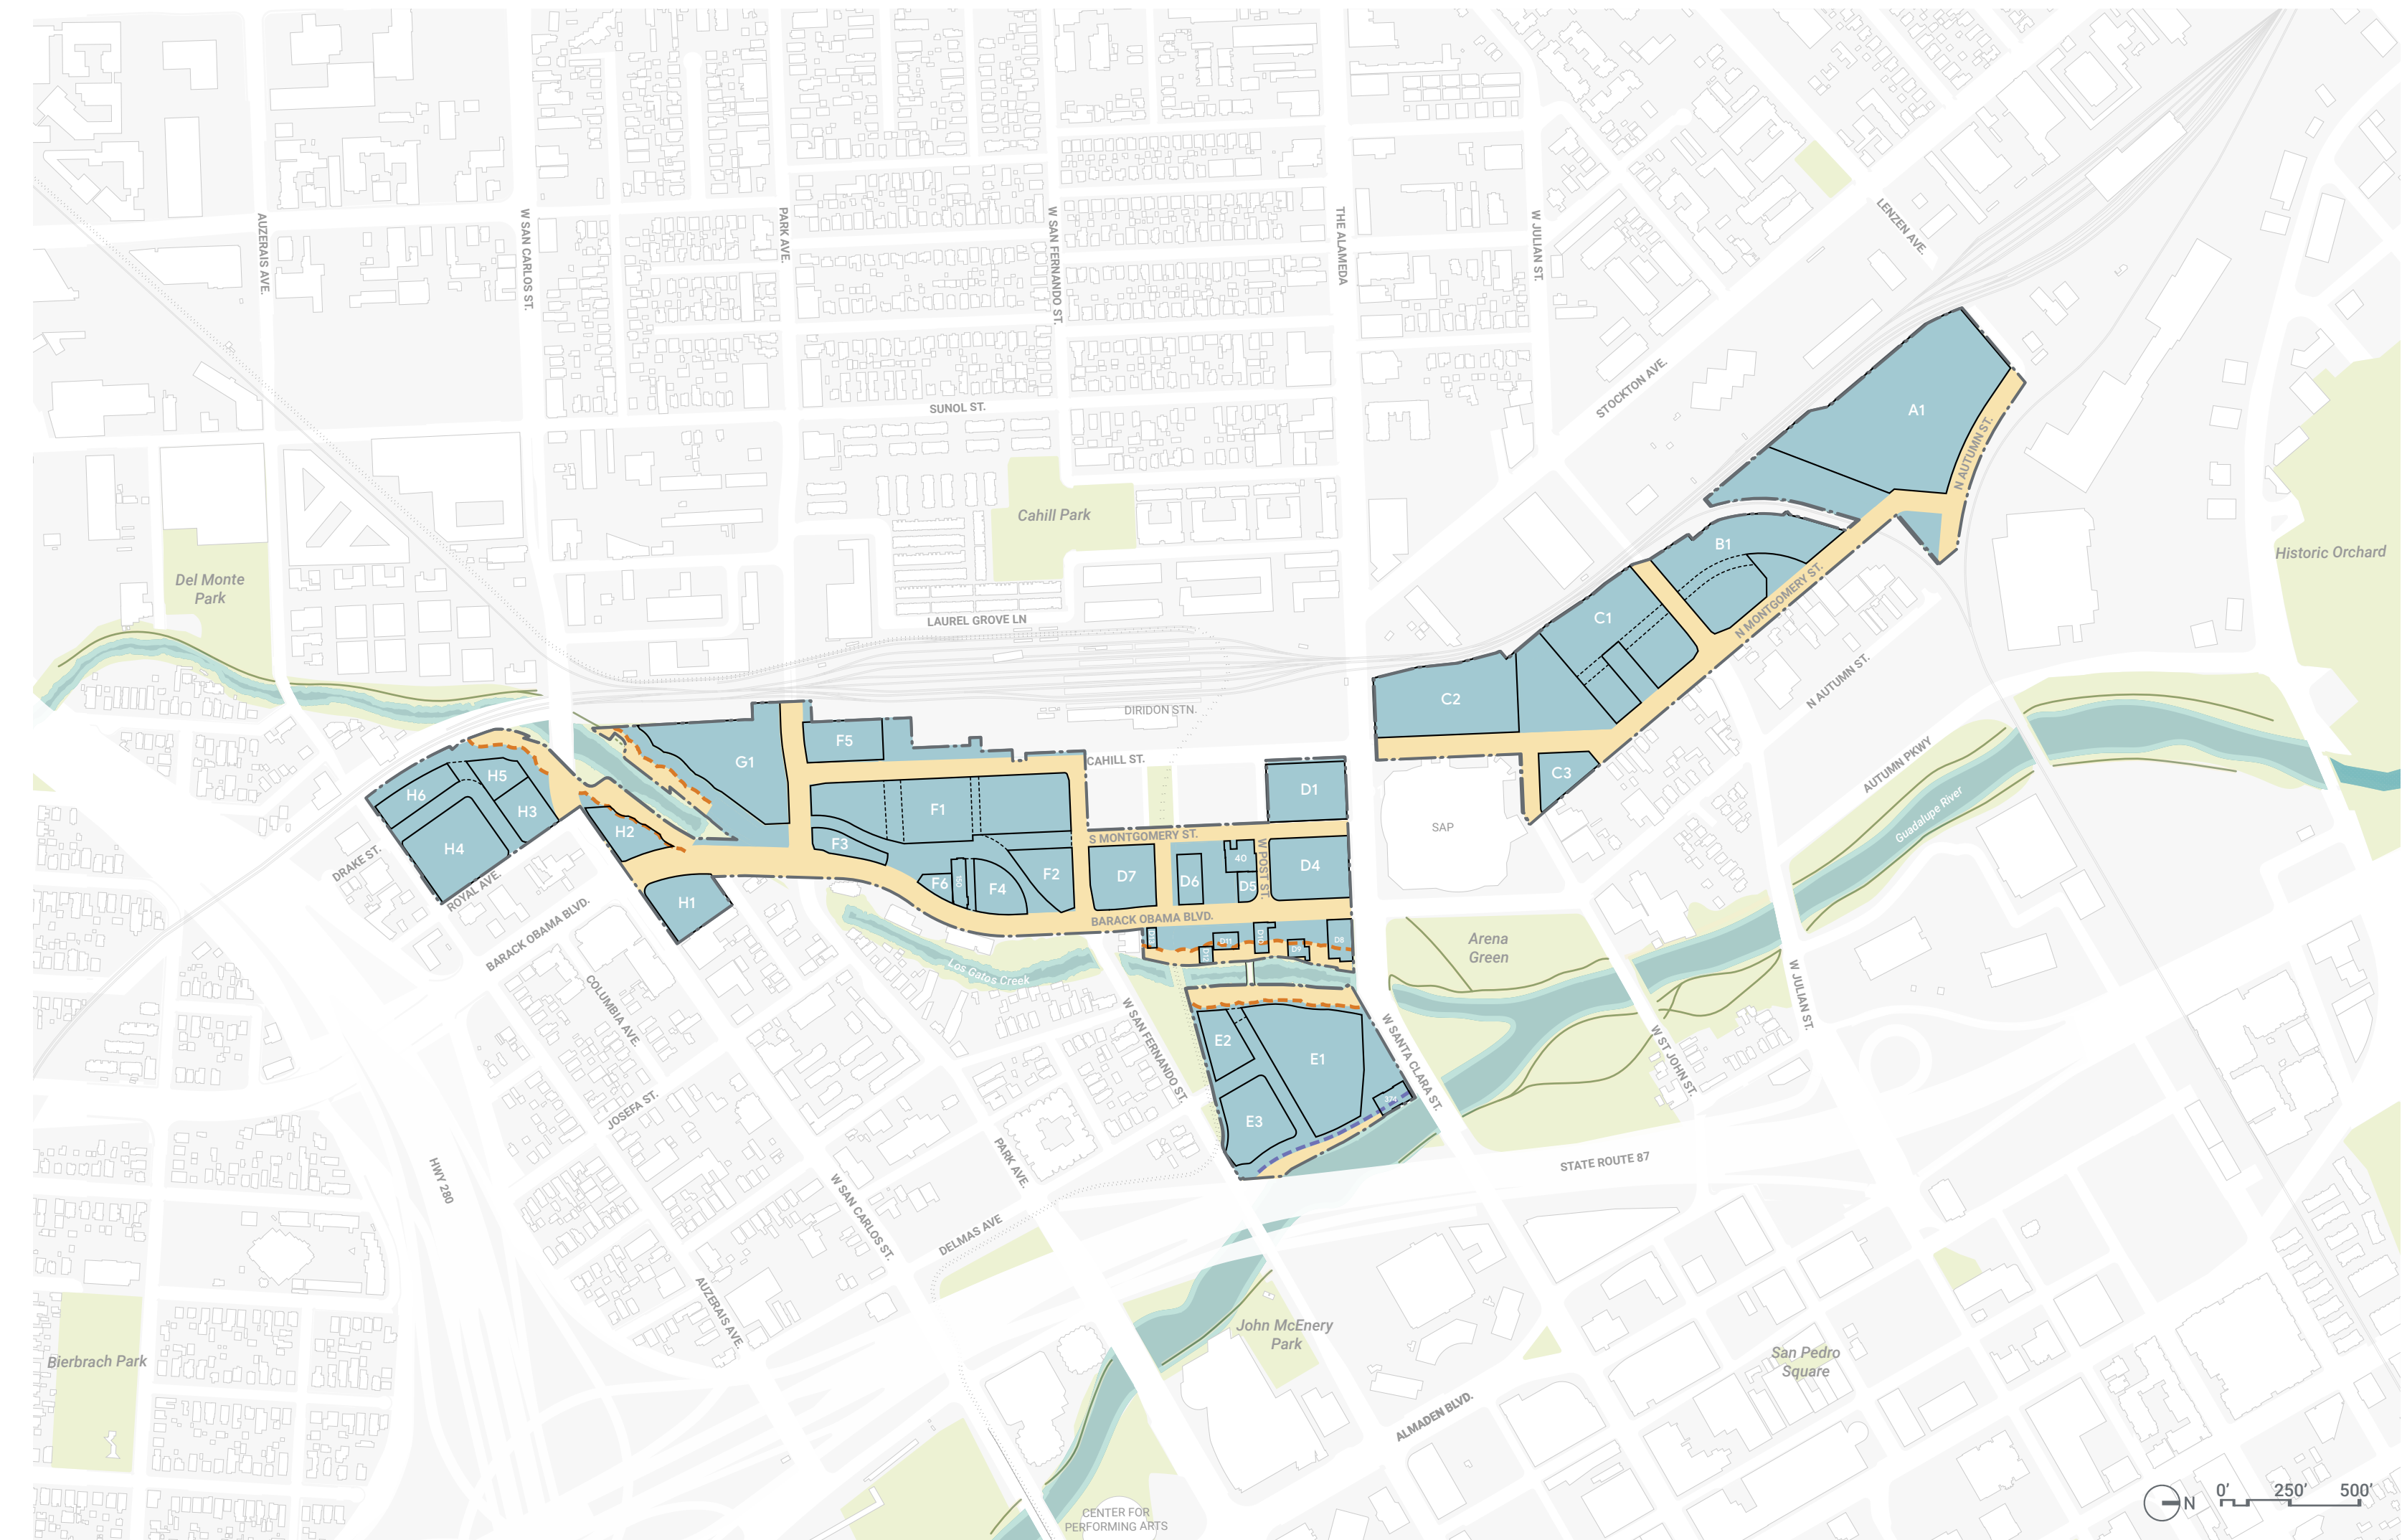 AUZERAIS AVE.
W SAN CARLOS ST.
PARK AVE.
W SAN FERNANDO ST.
THE ALAMEDA
W JULIAN ST.
LENZEN AVE.
STOCKTON AVE.
SUNOL ST.
A1
N AUTUMN ST.
Cahill Park
Historic Orchard
Del Monte
Park
B1
N MONTGOMERY ST.
C1
LAUREL GROVE LN
N AUTUMN ST.
C2
DIRIDON STN.
F5
G1
CAHILL ST.
C3
AUTUMN PKWY
H5
H6
H3
D1
F1
Guadalupe River
SAP
H2
S MONTGOMERY ST.
F3
H4
W POST ST.
40
D4
DRAKE ST.
F2
D7
D6
D5
F6
150
F4
ROYAL AVE.
H1
BARACK OBAMA BLVD.
BARACK OBAMA BLVD.
D11
D9
D8
Arena
Green
Los Gatos Creek
COLUMBIA AVE.
W JULIAN ST.
W SAN FERNANDO ST.
E2
E1
W SANTA CLARA ST.
W ST JOHN ST.
374
JOSEFA ST.
E3
PARK AVE.
STATE ROUTE 87
HWY 280
W SAN CARLOS ST.
DELMAS AVE
AUZERAIS AVE.
John McEnery
Park
Bierbrach Park
San Pedro
Square
ALMADEN BLVD.
CENTER FOR
PERFORMING ARTS
N
0' 250' 500'